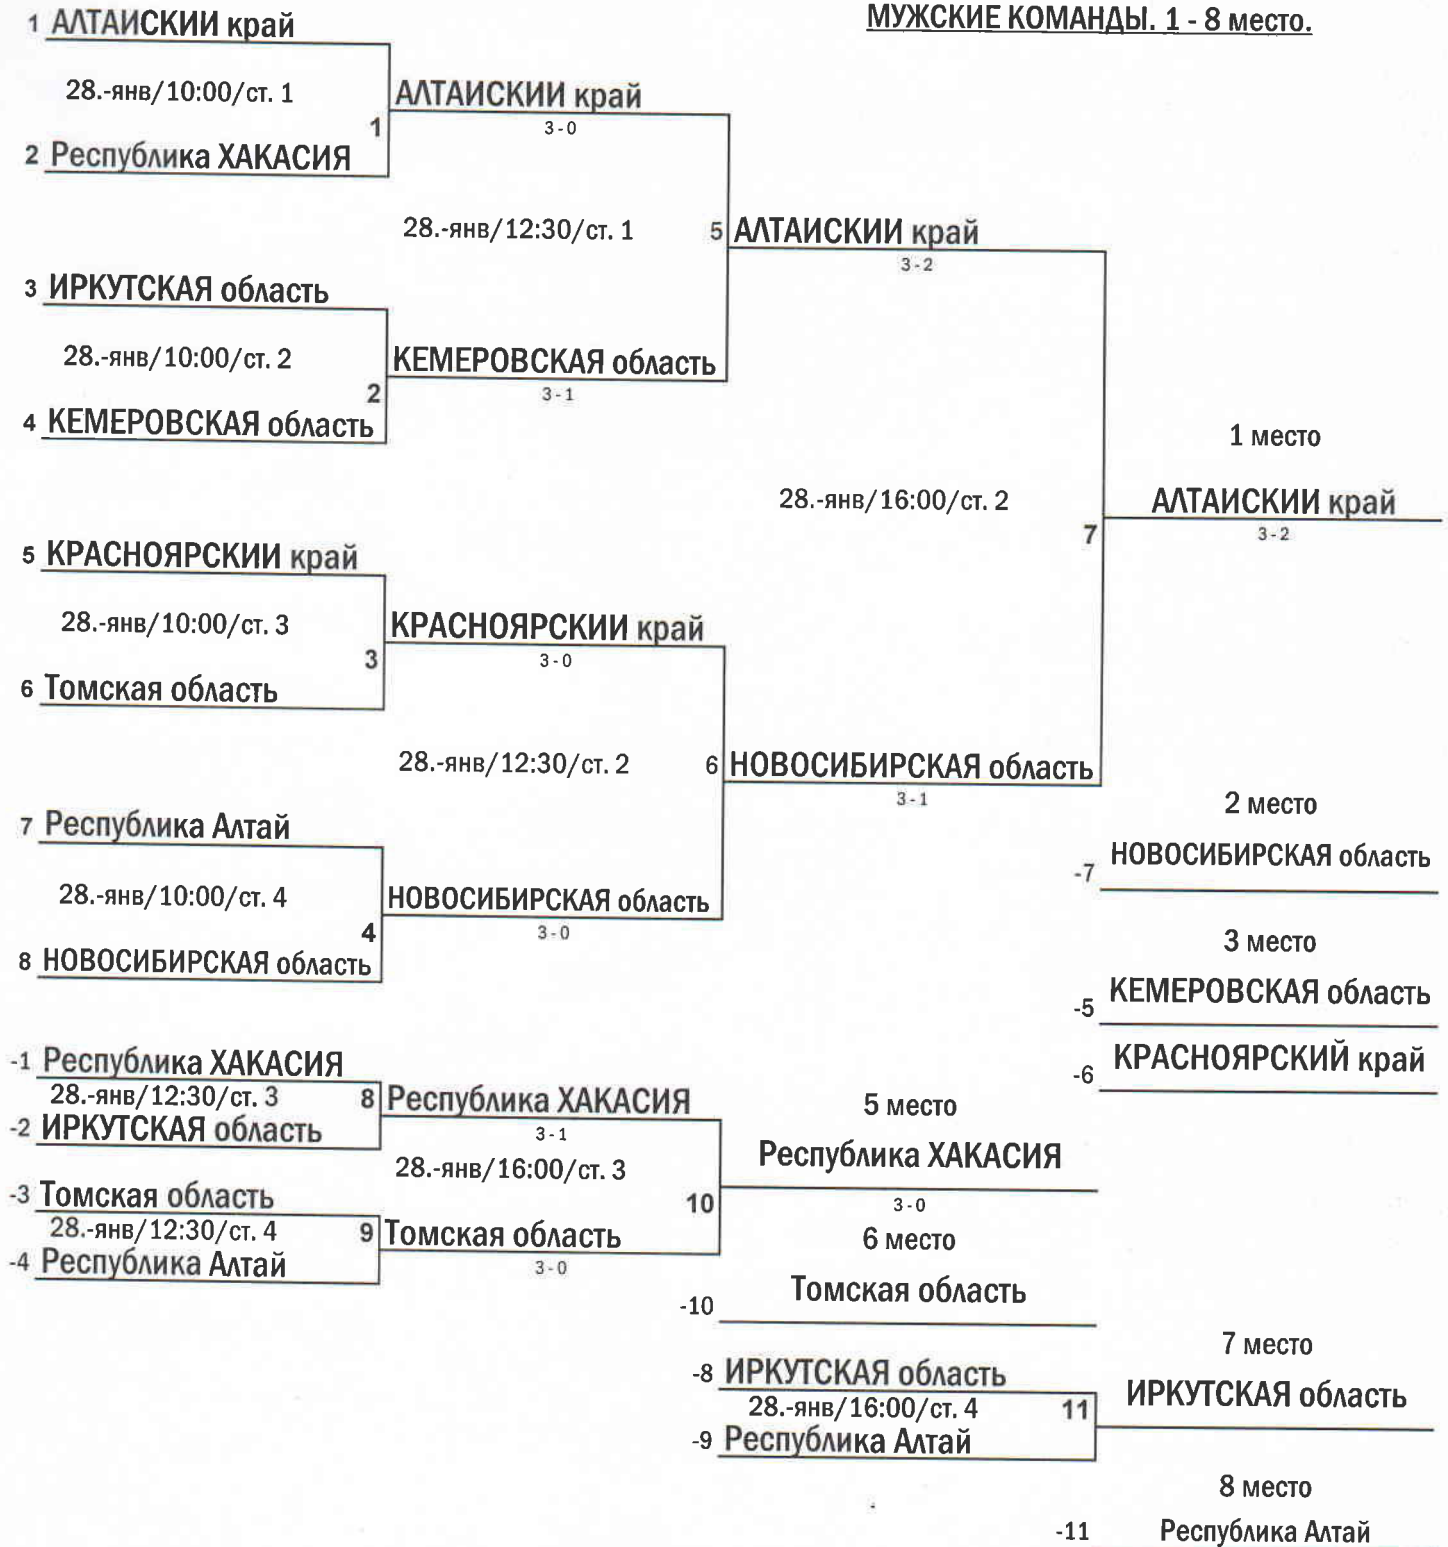 МУЖСКИЕ КОМАНДЫ. 1 - 8 место.
1 АЛТАИСКИИ край
28.-янв/10:00/ст. 1
АЛТАИСКИИ край
1
3-0
2 Республика ХАКАСИЯ
28.-янв/12:30/ст. 1
5 АЛТАИСКИИ край
3-2
3 ИРКУТСКАЯ область
28.-янв/10:00/ст. 2
КЕМЕРОВСКАЯ область
2
3-1
4 КЕМЕРОВСКАЯ область
1 место
28.-янв/16:00/ст. 2
АЛТАИСКИИ край
7
3-2
5 КРАСНОЯРСКИИ край
28.-янв/10:00/ст. 3
КРАСНОЯРСКИИ край
3
3-0
6 Томская область
28.-янв/12:30/ст. 2
6 НОВОСИБИРСКАЯ область
3-1
2 место
7 Республика Алтай
-7 НОВОСИБИРСКАЯ область
28.-янв/10:00/ст. 4
НОВОСИБИРСКАЯ область
4
3-0
3 место
8 НОВОСИБИРСКАЯ область
-5 КЕМЕРОВСКАЯ область
-6 КРАСНОЯРСКИЙ край
-1 Республика ХАКАСИЯ
28.-янв/12:30/ст. 3
8 Республика ХАКАСИЯ
5 место
-2 ИРКУТСКАЯ область
3-1
Республика ХАКАСИЯ
28.-янв/16:00/ст. 3
-3 Томская область
10
3-0
28.-янв/12:30/ст. 4
9 Томская область
6 место
-4 Республика Алтай
3-0
-10 Томская область
7 место
-8 ИРКУТСКАЯ область
ИРКУТСКАЯ область
28.-янв/16:00/ст. 4
11
-9 Республика Алтай
8 место
-11 Республика Алтай